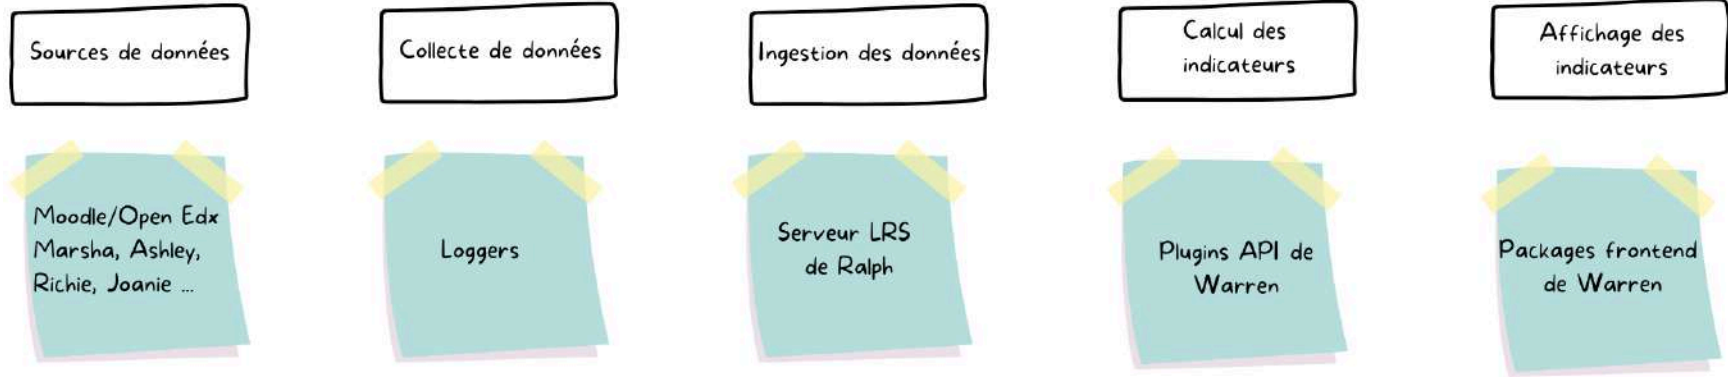 Sources de données
Collecte de données
Ingestion des données
Calcul des
indicateurs
Affichage des
indicateurs
Moodle/Open Edx
Marsha, Ashley,
Richie, Joanie ...
Loggers
Serveur LRS
de Ralph
Plugins API de
Warren
Packages frontend
de Warren